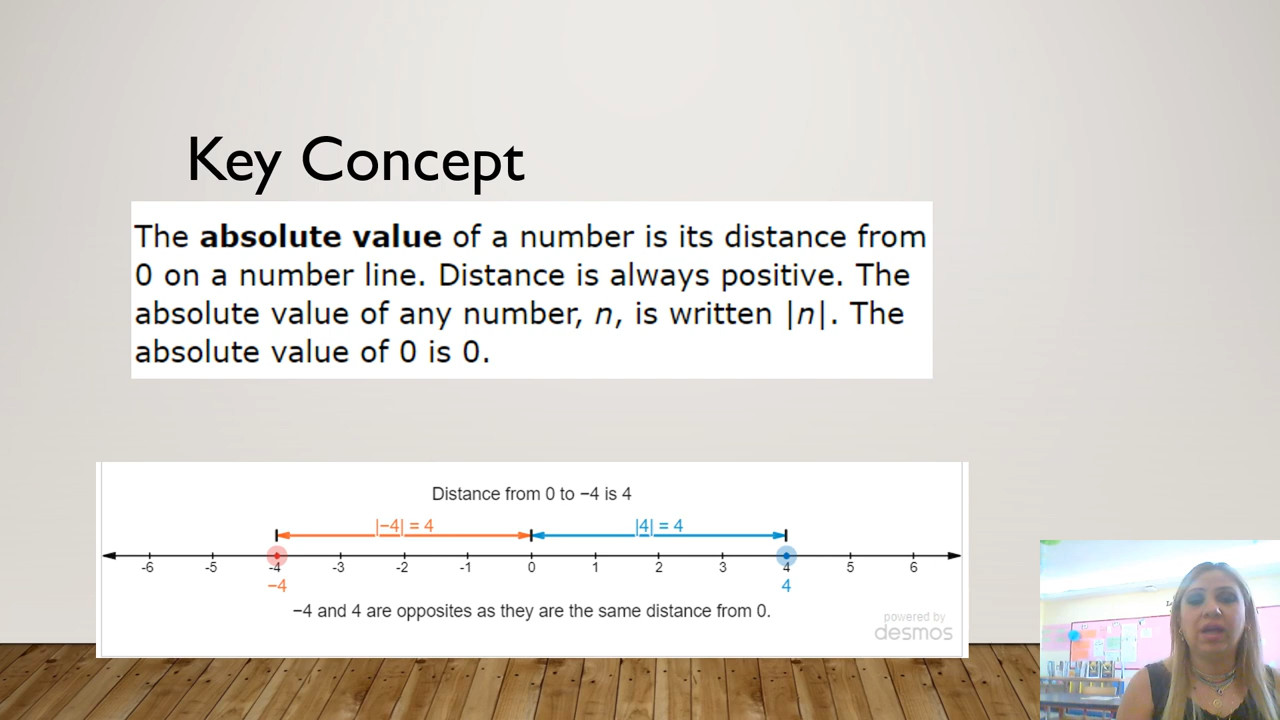 Key Concept
The absolute value of a number is its distance from
0 on a number line. Distance is always positive. The
absolute value of any number, n, is written |n|. The
absolute value of 0 is 0.
Distance from 0 to −4 is 4
|−4| = 4 |4| = 4
-6 -5 -4 -3 -2 -1 0 1 2 3 4 5 6
−4 4
−4 and 4 are opposites as they are the same distance from 0.
powered by
desmos